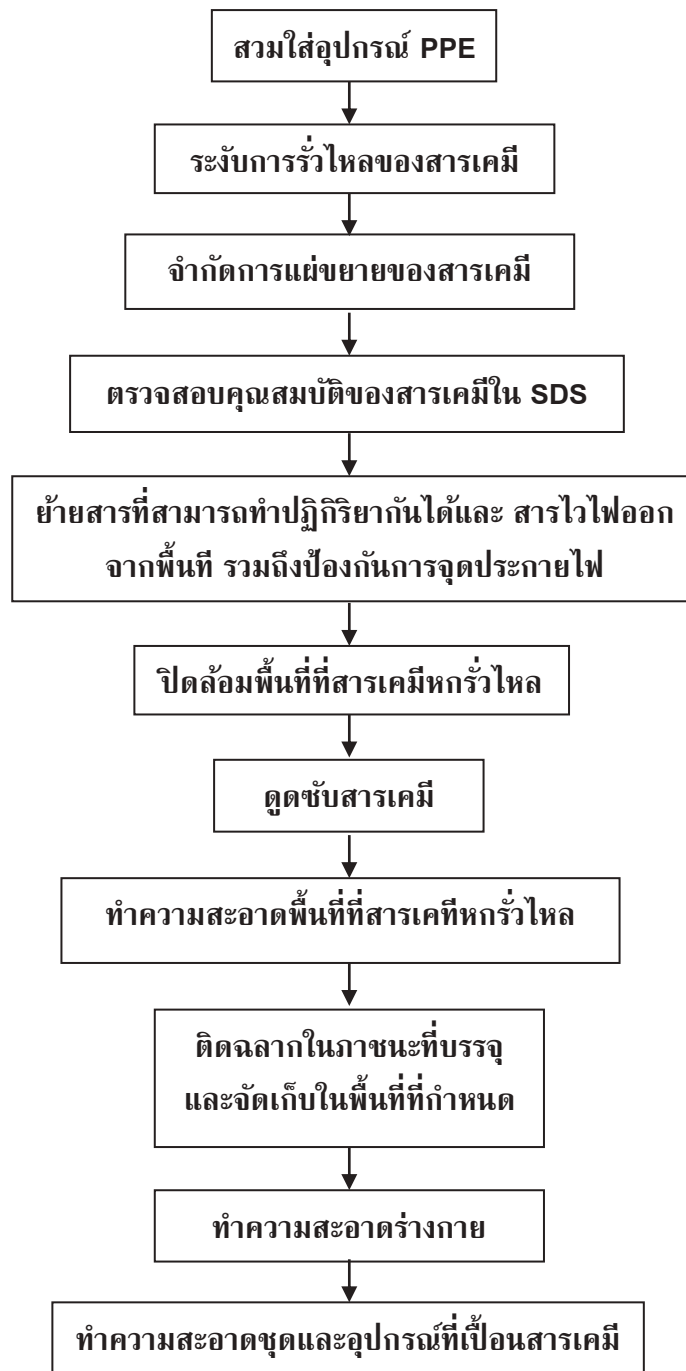 สวมใส่อุปกรณ์ PPE
ระงับการรั่วไหลของสารเคมี
จำกัดการแผ่ขยายของสารเคมี
ตรวจสอบคุณสมบัติของสารเคมีใน SDS
ย้ายสารที่สามารถทำปฏิกิริยากันได้และ สารไวไฟออก
จากพื้นที รวมถึงป้องกันการจุดประกายไฟ
ปิดล้อมพื้นที่ที่สารเคมีหกรั่วไหล
ดูดซับสารเคมี
ทำความสะอาดพื้นที่ที่สารเคทีหกรั่วไหล
ติดฉลากในภาชนะที่บรรจุ
และจัดเก็บในพื้นที่ที่กำหนด
ทำความสะอาดร่างกาย
ทำความสะอาดชุดและอุปกรณ์ที่เปื้อนสารเคมี